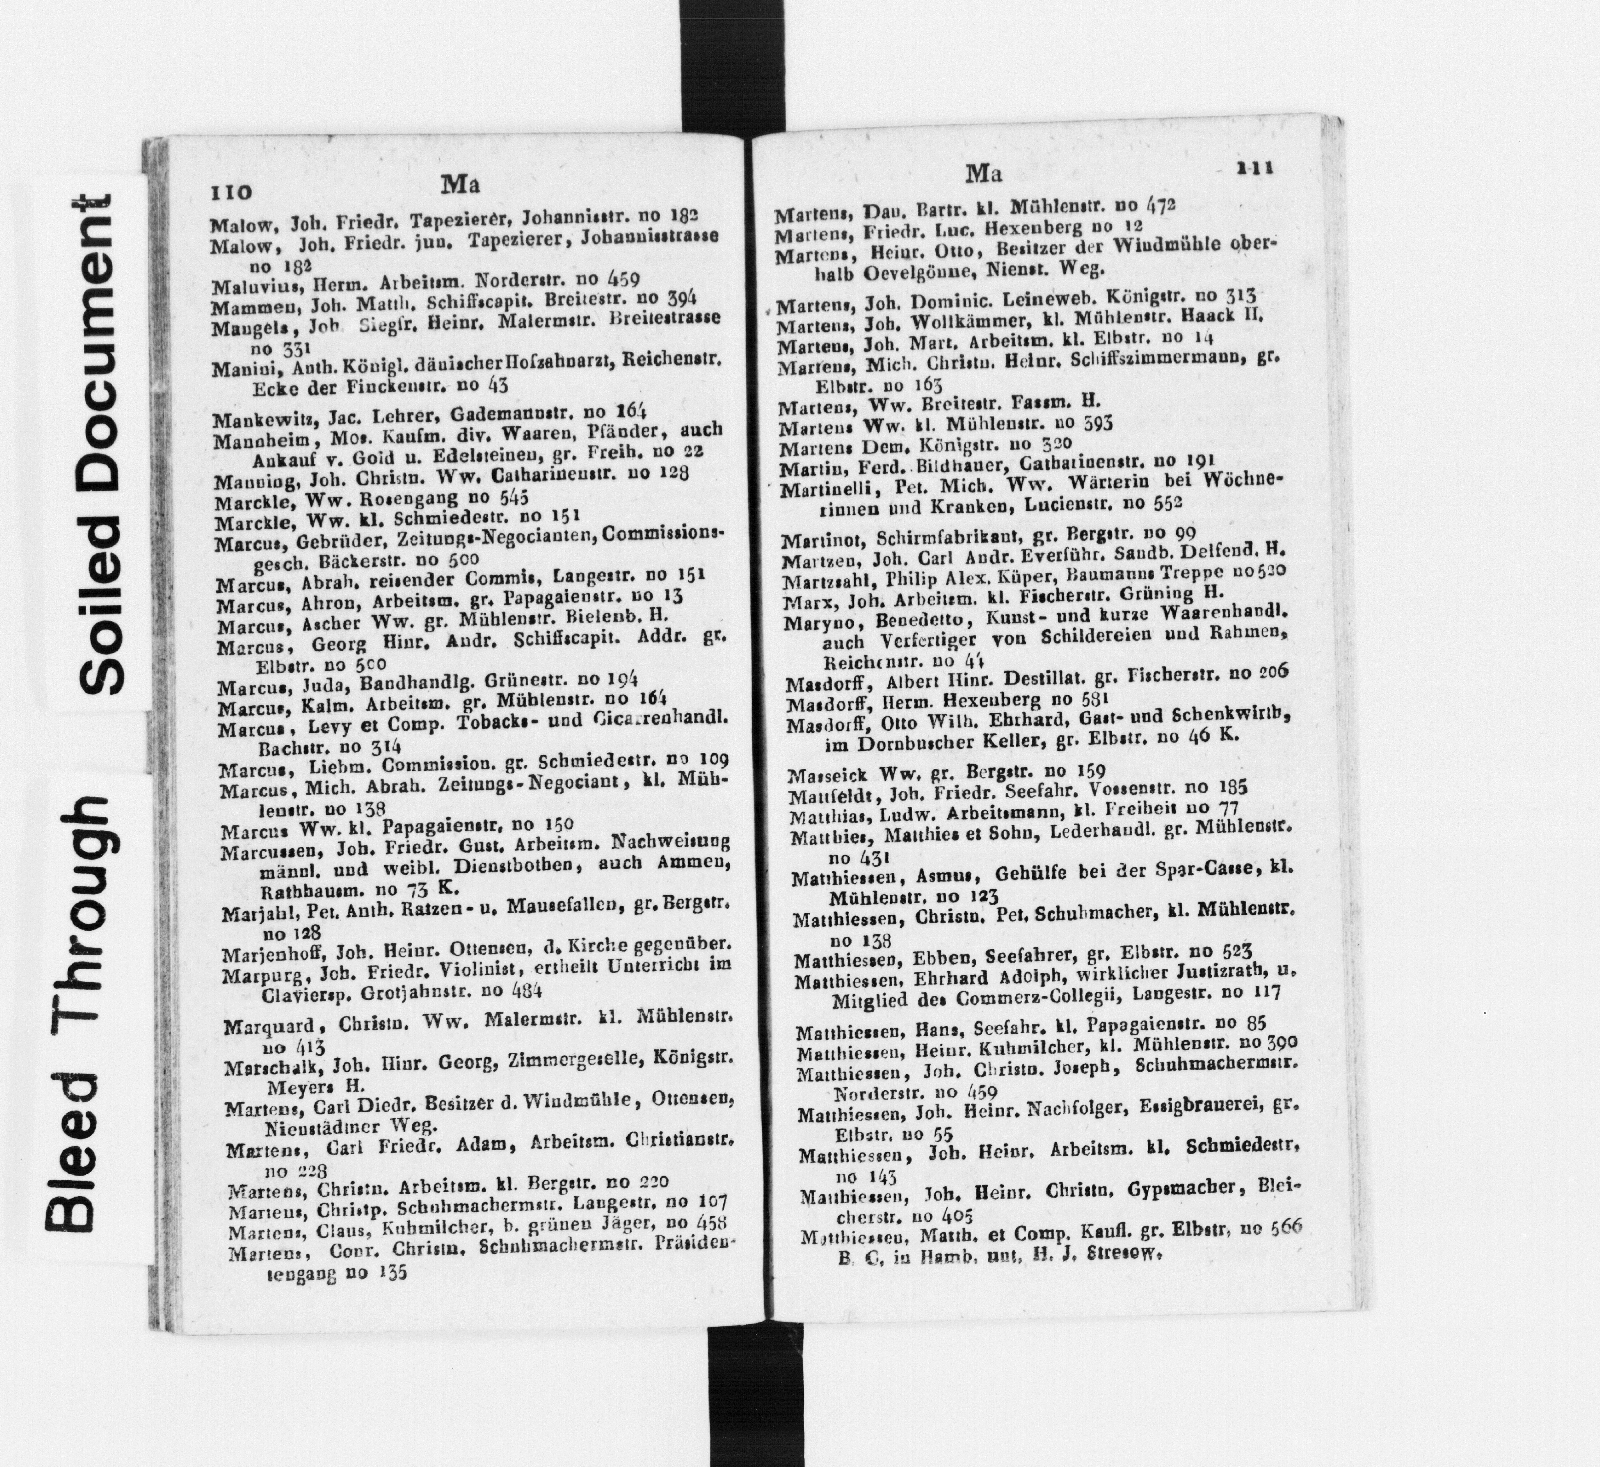 Soiled Document
Bleed Through
110
Ma
Malow, Joh. Friedr. Tapezierer, Johannisstr. no 182
Malow, Joh. Friedr. jun. Tapezierer, Johannisstrasse
no 182
Maluvius, Herm. Arbeitsm. Norderstr. no 459
Mammen, Joh. Matth. Schiffscapit. Breitestr. no 394
Mangels, Joh. Siegfr. Heinr. Malermstr. Breitestrasse
no 331
Manini, Anth. Königl. dänischer Hofzahnarzt, Reichenstr.
Ecke der Finckenstr. no 43
Mankewitz, Jac. Lehrer, Gademannstr. no 164
Mannheim, Mos. Kaufm. div. Waaren, Pfänder, auch
Ankauf v. Gold u. Edelsteinen, gr. Freih. no 22
Manning, Joh. Christn. Ww. Catharinenstr. no 128
Marckle, Ww. Rosengang no 545
Marckle, Ww. kl. Schmiedestr. no 151
Marcus, Gebrüder, Zeitungs-Negocianten, Commissions-
gesch. Bäckerstr. no 500
Marcus, Abrah. reisender Commis, Langestr. no 151
Marcus, Ahron, Arbeitsm. gr. Papagaienstr. no 13
Marcus, Ascher Ww. gr. Mühlenstr. Bielenb. H.
Marcus, Georg Hinr. Andr. Schiffscapit. Addr. gr.
Elbstr. no 500
Marcus, Juda, Bandhandlg. Grünestr. no 194
Marcus, Kalm. Arbeitsm. gr. Mühlenstr. no 164
Marcus, Levy et Comp. Tobacks- und Cicarrenhandl.
Bachstr. no 314
Marcus, Liebm. Commission. gr. Schmiedestr. no 109
Marcus, Mich. Abrah. Zeitungs-Negociant, kl. Müh-
lenstr. no 138
Marcus Ww. kl. Papagaienstr. no 150
Marcussen, Joh. Friedr. Gust. Arbeitsm. Nachweisung
männl. und weibl. Dienstbothen, auch Ammen,
Rathhausm. no 73 K.
Marjahl, Pet. Anth. Ratzen- u. Mausefallen, gr. Bergstr.
no 128
Marjenhoff, Joh. Heinr. Ottensen, d. Kirche gegenüber.
Marpurg, Joh. Friedr. Violinist, ertheilt Unterricht im
Claviersp. Grotjahnstr. no 484
Marquard, Christn. Ww. Malermstr. kl. Mühlenstr.
no 413
Marschalk, Joh. Hinr. Georg, Zimmergeselle, Königstr.
Meyers H.
Martens, Carl Diedr. Besitzer d. Windmühle, Ottensen,
Nienstädtner Weg.
Martens, Carl Friedr. Adam, Arbeitsm. Christianstr.
no 228
Martens, Christn. Arbeitsm. kl. Bergstr. no 220
Martens, Christp. Schuhmachermstr. Langestr. no 107
Martens, Claus, Kuhmilcher, b. grünen Jäger, no 458
Martens, Conr. Christn. Schuhmachermstr. Präsiden-
tengang no 135
Ma
111
Martens, Dan. Bartr. kl. Mühlenstr. no 472
Martens, Friedr. Luc. Hexenberg no 12
Martens, Heinr. Otto, Besitzer der Windmühle ober-
halb Oevelgönne, Nienst. Weg.
Martens, Joh. Dominic. Leineweb. Königstr. no 313
Martens, Joh. Wollkämmer, kl. Mühlenstr. Haack H.
Martens, Joh. Mart. Arbeitsm. kl. Elbstr. no 14
Martens, Mich. Christn. Heinr. Schiffszimmermann, gr.
Elbstr. no 163
Martens, Ww. Breitestr. Fassm. H.
Martens Ww. kl. Mühlenstr. no 393
Martens Dem. Königstr. no 320
Martin, Ferd. Bildhauer, Catharinenstr. no 191
Martinelli, Pet. Mich. Ww. Wärterin bei Wöchne-
rinnen und Kranken, Lucienstr. no 552
Martinot, Schirmfabrikant, gr. Bergstr. no 99
Martzen, Joh. Carl Andr. Everführ. Sandb. Delfend. H.
Martzsahl, Philip Alex. Küper, Baumanns Treppe no 520
Marx, Joh. Arbeitsm. kl. Fischerstr. Grüning H.
Maryno, Benedetto, Kunst- und kurze Waarenhandl.
auch Verfertiger von Schildereien und Rahmen,
Reichenstr. no 44
Masdorff, Albert Hinr. Destillat. gr. Fischerstr. no 206
Masdorff, Herm. Hexenberg no 581
Masdorff, Otto Wilh. Ehrhard, Gast- und Schenkwirth,
im Dornbuscher Keller, gr. Elbstr. no 46 K.
Masseick Ww. gr. Bergstr. no 159
Matfeldt, Joh. Friedr. Seefahr. Vossenstr. no 185
Matthias, Ludw. Arbeitsmann, kl. Freiheit no 77
Matthies, Matthies et Sohn, Lederhandl. gr. Mühlenstr.
no 431
Matthiessen, Asmus, Gehülfe bei der Spar-Casse, kl.
Mühlenstr. no 123
Matthiessen, Christn. Pet. Schuhmacher, kl. Mühlenstr.
no 138
Matthiessen, Ebben, Seefahrer, gr. Elbstr. no 523
Matthiessen, Ehrhard Adolph, wirklicher Justizrath, u.
Mitglied des Commerz-Collegii, Langestr. no 117
Matthiessen, Hans, Seefahr. kl. Papagaienstr. no 85
Matthiessen, Heinr. Kuhmilcher, kl. Mühlenstr. no 390
Matthiessen, Joh. Christn. Joseph, Schuhmachermstr.
Norderstr. no 459
Matthiessen, Joh. Heinr. Nachfolger, Essigbrauerei, gr.
Elbstr. no 55
Matthiessen, Joh. Heinr. Arbeitsm. kl. Schmiedestr.
no 143
Matthiessen, Joh. Heinr. Christn. Gypsmacher, Blei-
cherstr. no 405
Matthiessen, Matth. et Comp. Kaufl. gr. Elbstr. no 566
B. C. in Hamb. unt. H. J. Stresow.